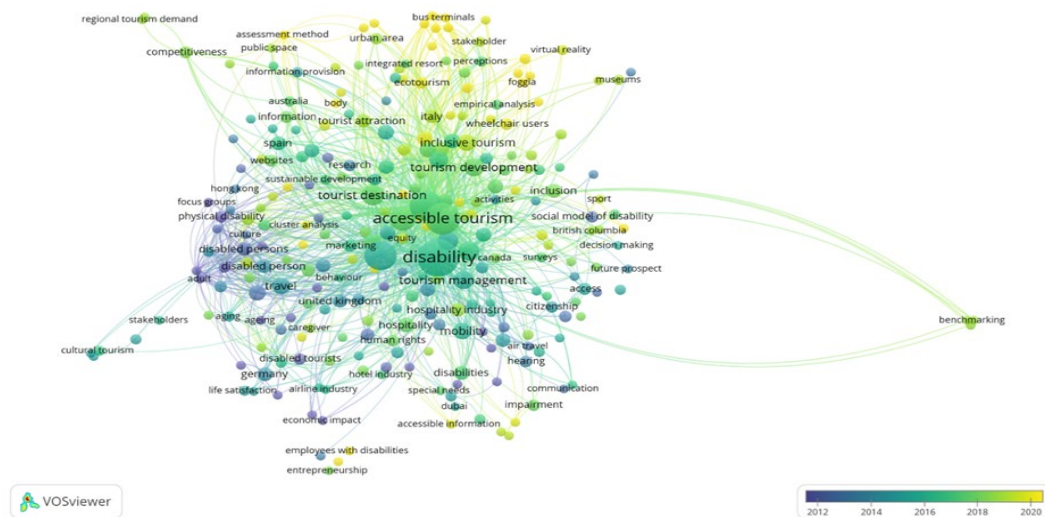 bus terminals
regional tourism demand
assessment method
urban area
stakeholder
public space
virtual reality
competitiveness
integrated resort
perceptions
information provision
museums
ecotourism
foggia
australia
body
empirical analysis
information
tourist attraction
italy
wheelchair users
spain
inclusive tourism
websites
research
tourism development
sustainable development
hong kong
tourist destination
inclusion
focus groups
activities
sport
physical disability
accessible tourism
social model of disability
cluster analysis
british columbia
culture
equity
disabled persons
marketing
decision making
disability
canada
surveys
disabled person
future prospect
adult
behaviour
tourism management
travel
access
united kingdom
citizenship
hospitality industry
stakeholders
aging
ageing
benchmarking
caregiver
hospitality
mobility
human rights
air travel
cultural tourism
disabled tourists
hearing
germany
hotel industry
disabilities
life satisfaction
airline industry
special needs
communication
dubai
impairment
economic impact
accessible information
employees with disabilities
entrepreneurship
VOSviewer
2012 2014 2016 2018 2020